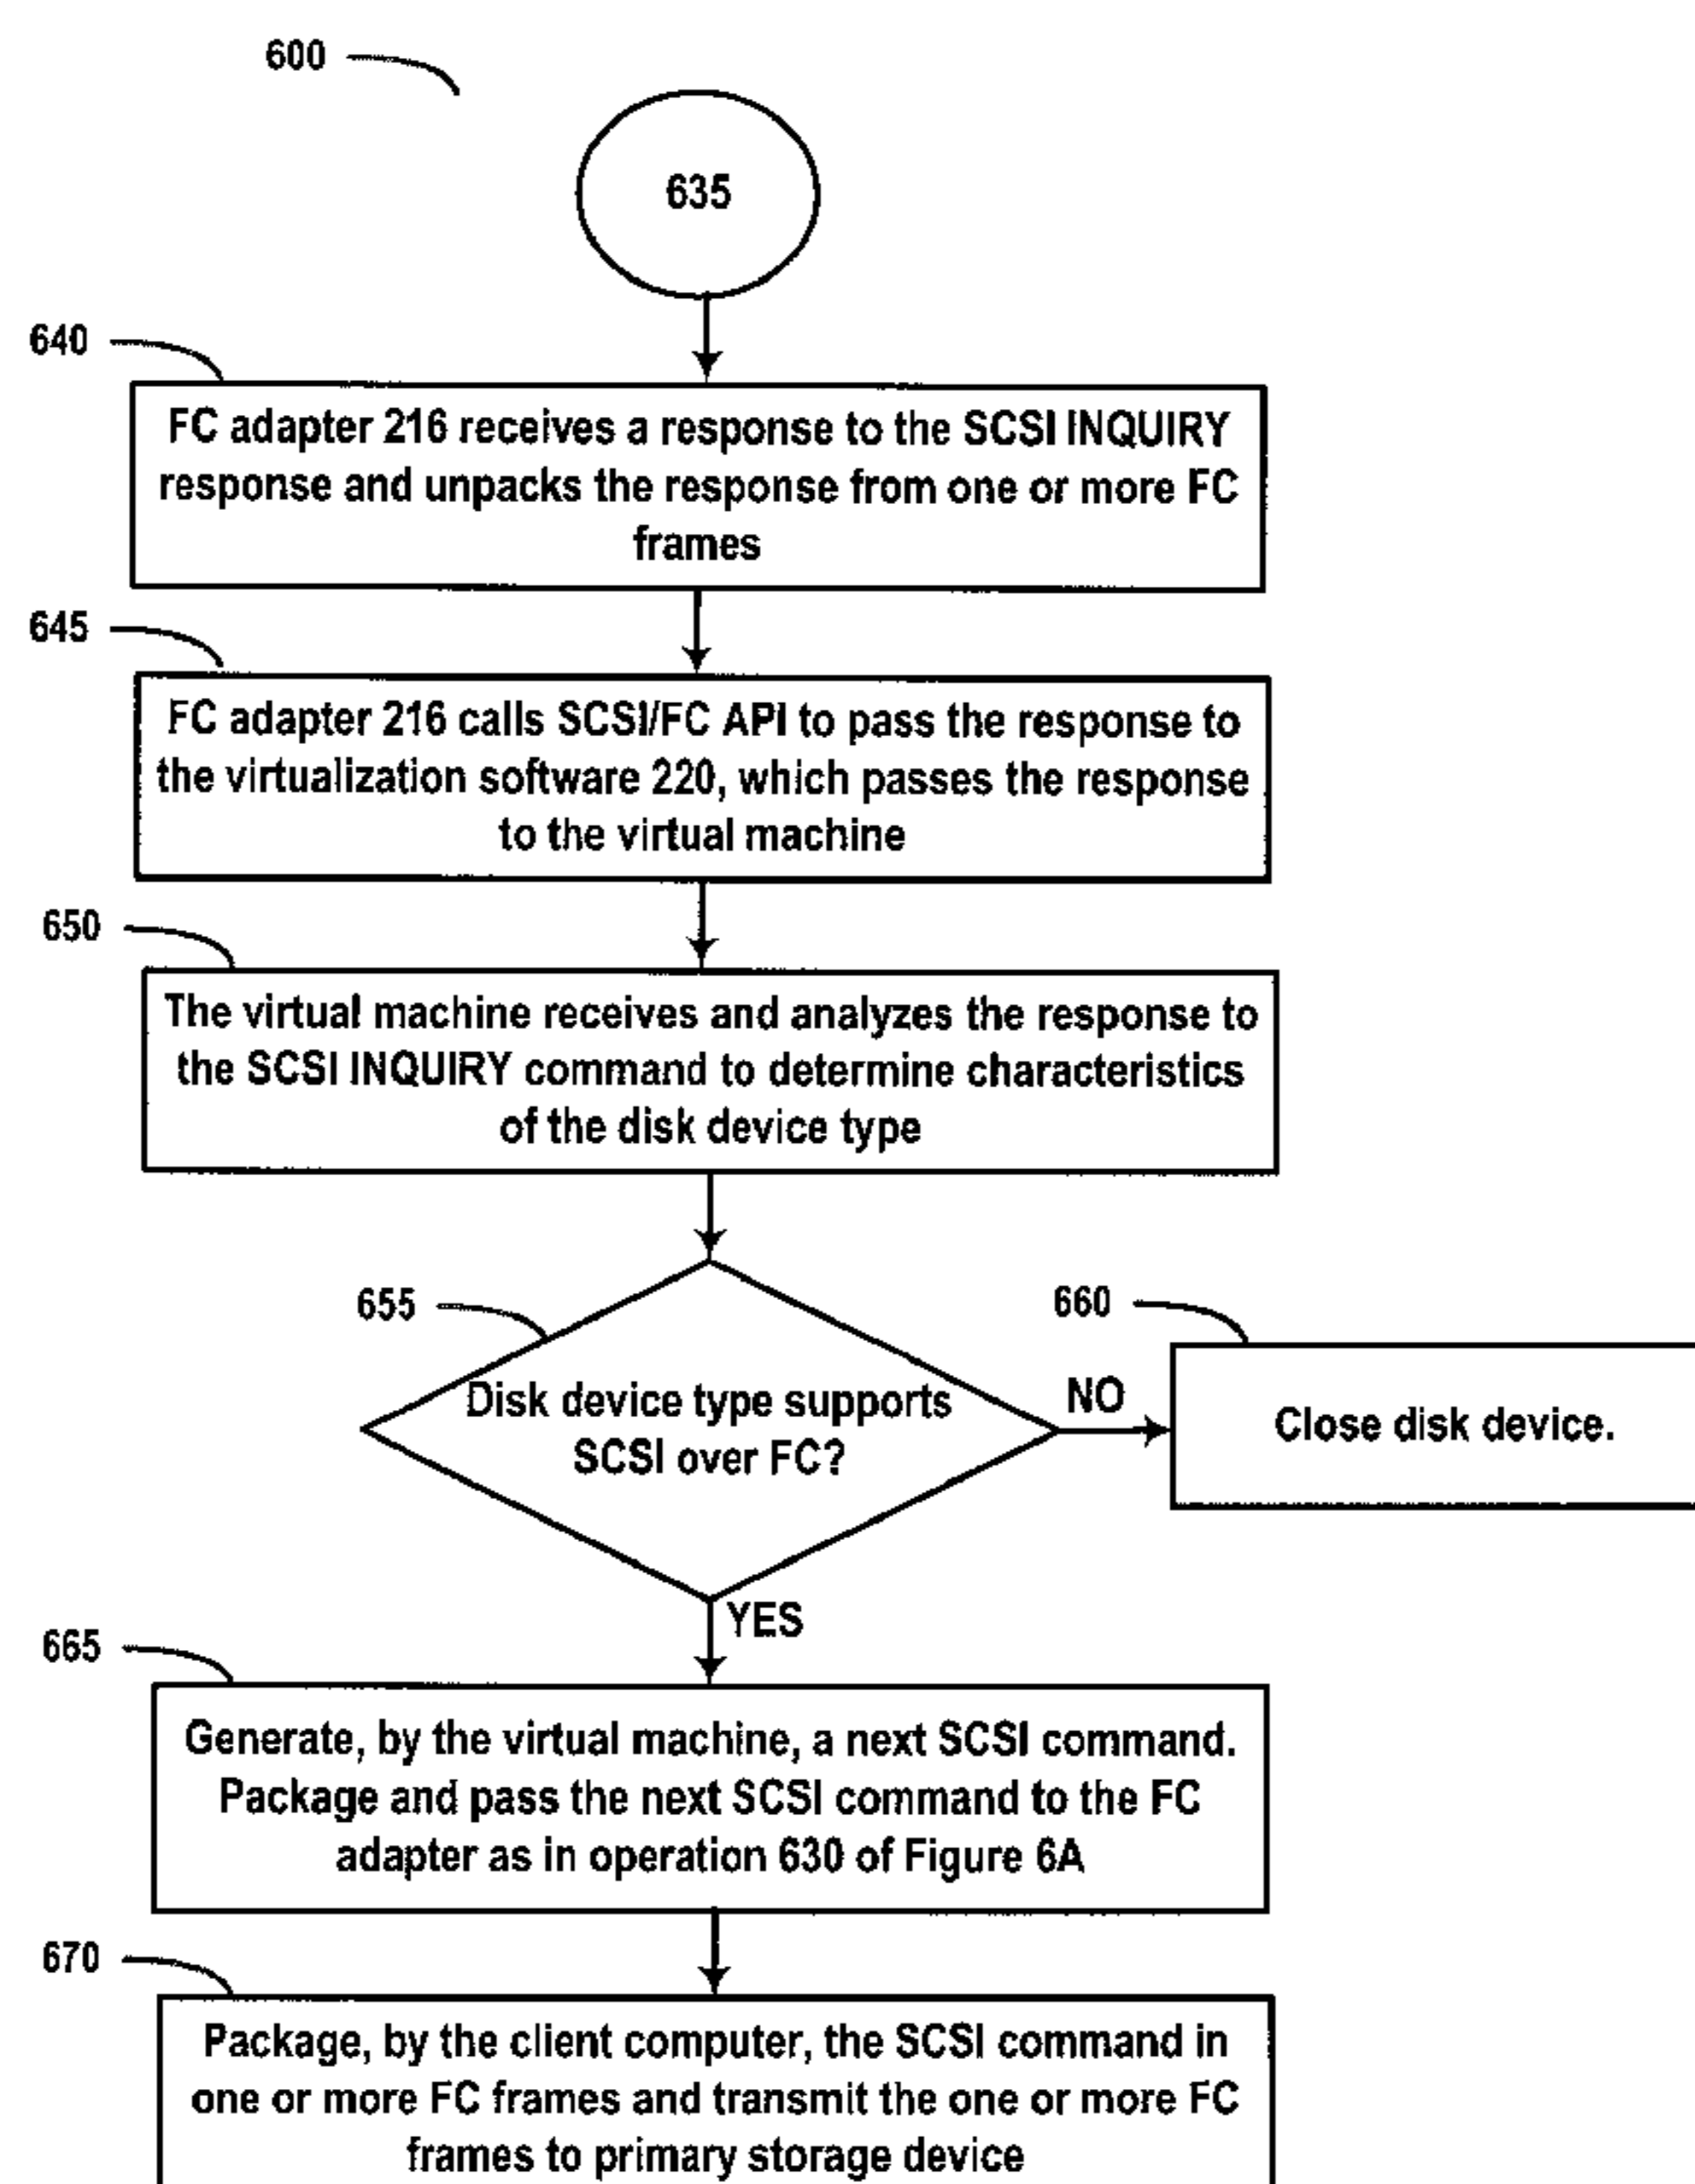 600
635
640
FC adapter 216 receives a response to the SCSI INQUIRY
response and unpacks the response from one or more FC
frames
645
FC adapter 216 calls SCSI/FC API to pass the response to
the virtualization software 220, which passes the response
to the virtual machine
650
The virtual machine receives and analyzes the response to
the SCSI INQUIRY command to determine characteristics
of the disk device type
655
Disk device type supports
SCSI over FC?
NO
660
Close disk device.
YES
665
Generate, by the virtual machine, a next SCSI command.
Package and pass the next SCSI command to the FC
adapter as in operation 630 of Figure 6A
670
Package, by the client computer, the SCSI command in
one or more FC frames and transmit the one or more FC
frames to primary storage device